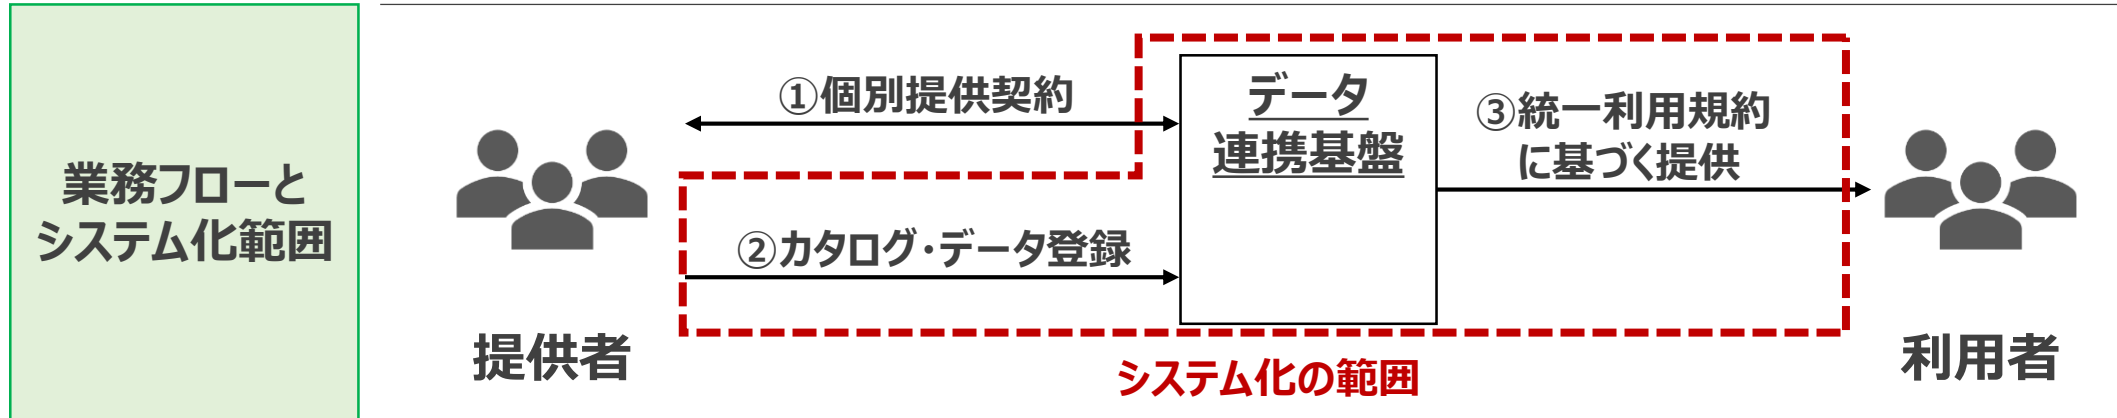 業務フローと
システム化範囲
①個別提供契約
②カタログ・データ登録
提供者
データ
連携基盤
③統一利用規約
に基づく提供
利用者
システム化の範囲